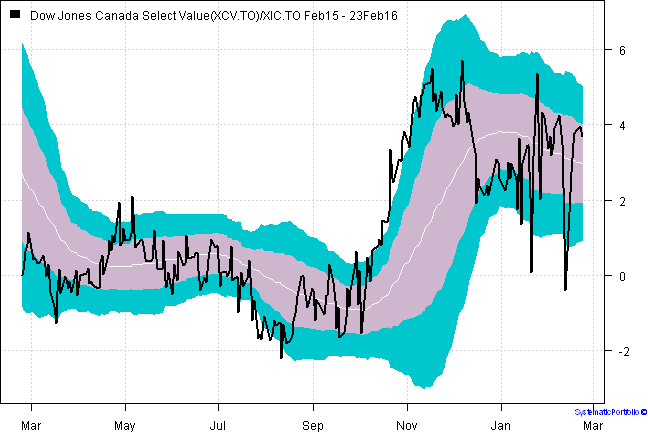 Dow Jones Canada Select Value(XCV.TO)/XIC.TO Feb15 - 23Feb16
6
4
2
0
-2
SystematicPortfolio ©
Mar May Jul Sep Nov Jan Mar